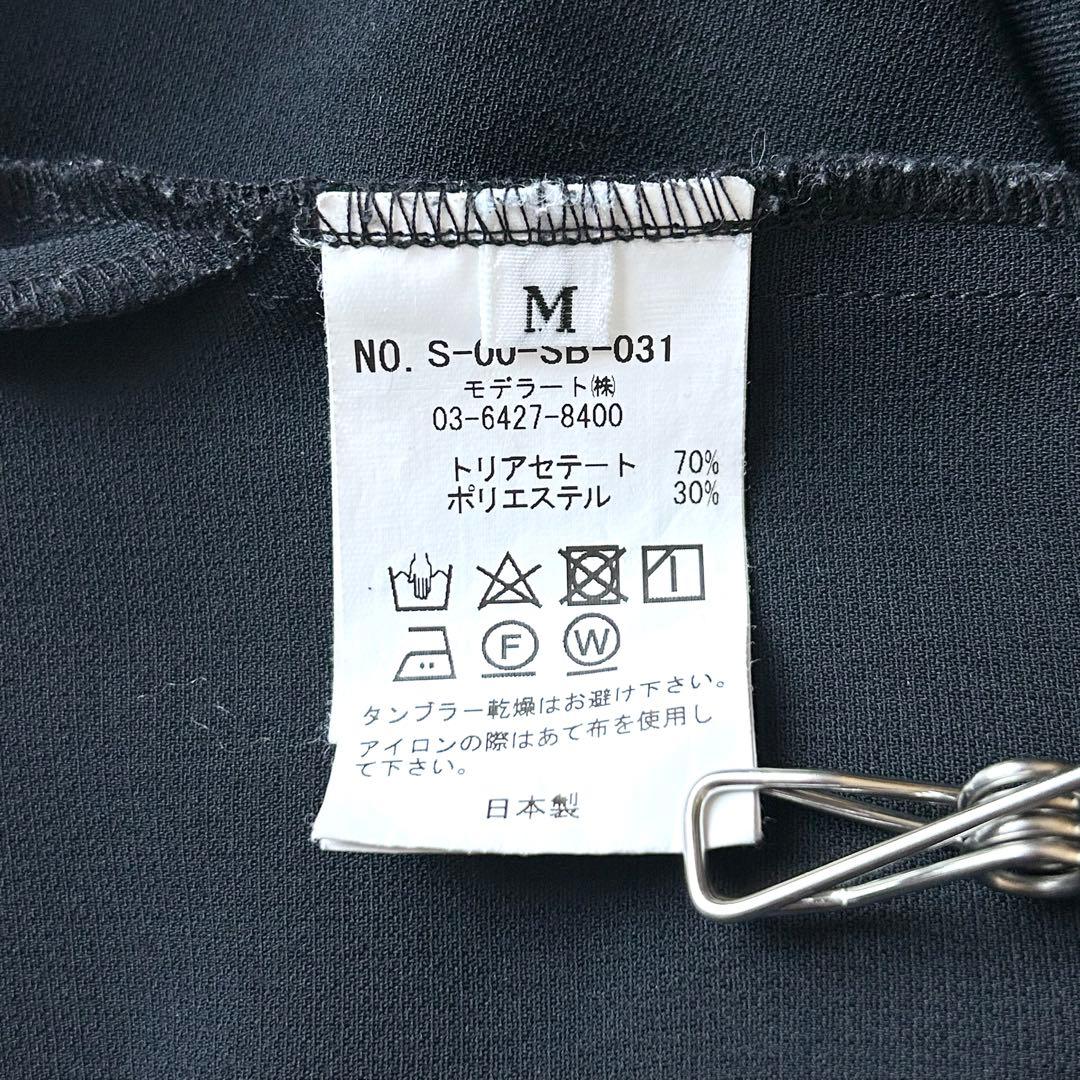 M
NO. S-00-SB-031
モデラート㈱
03-6427-8400
トリアセテート 70%
ポリエステル 30%
F W
タンブラー乾燥はお避け下さい。
アイロンの際はあて布を使用し
て下さい。
日本製